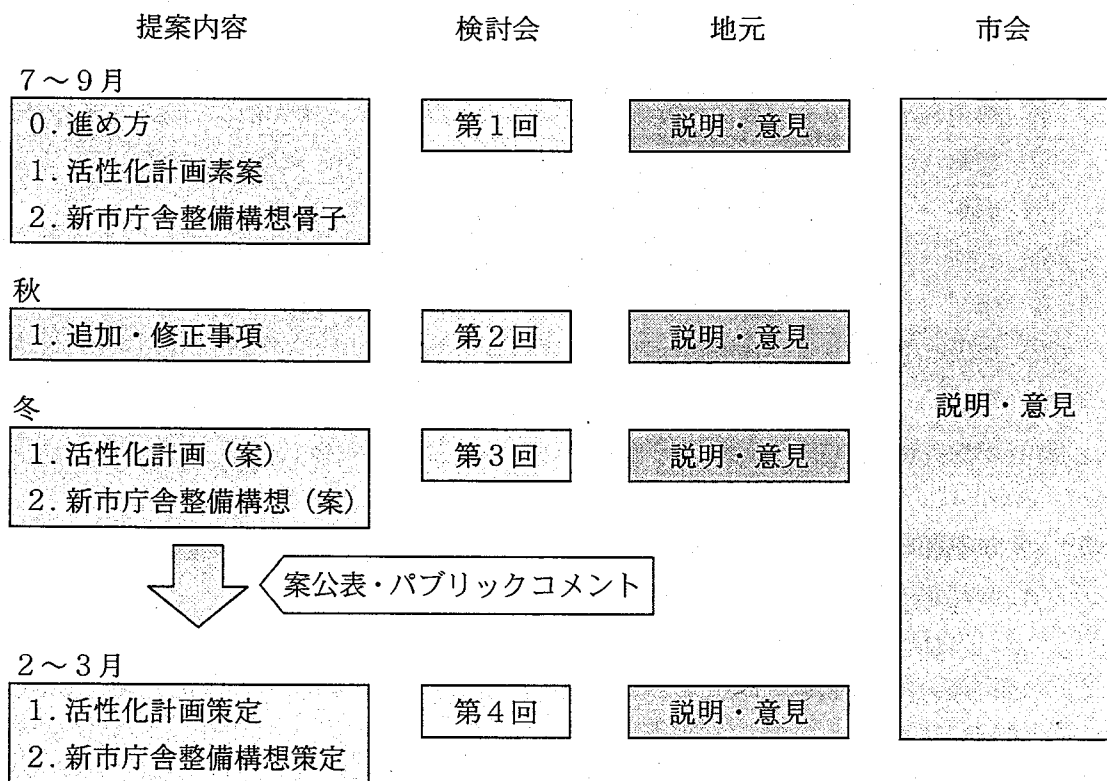 提案内容 検討会 地元 市会
7～9月
0. 進め方 第1回 説明・意見
1. 活性化計画素案
2. 新市庁舎整備構想骨子
秋
1. 追加・修正事項 第2回 説明・意見
冬
説明・意見
1. 活性化計画（案） 第3回 説明・意見
2. 新市庁舎整備構想（案）
案公表・パブリックコメント
2～3月
1. 活性化計画策定 第4回 説明・意見
2. 新市庁舎整備構想策定